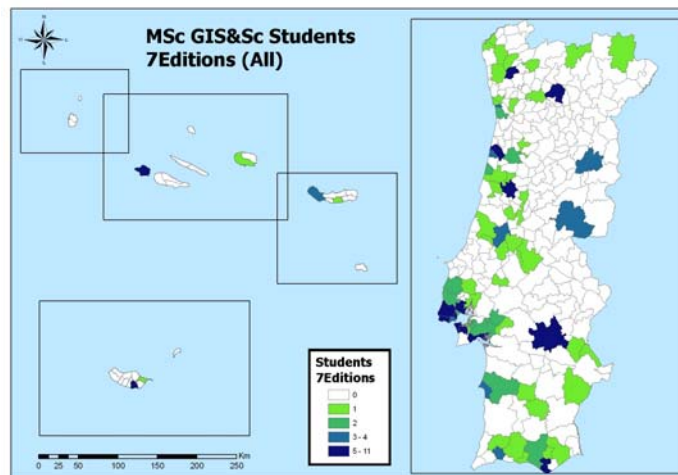 MSc GIS&Sc Students
7Editions (All)
Students
7Editions
0
1
2
3 - 4
5 - 11
0 25 50 100 150 200 250
Km